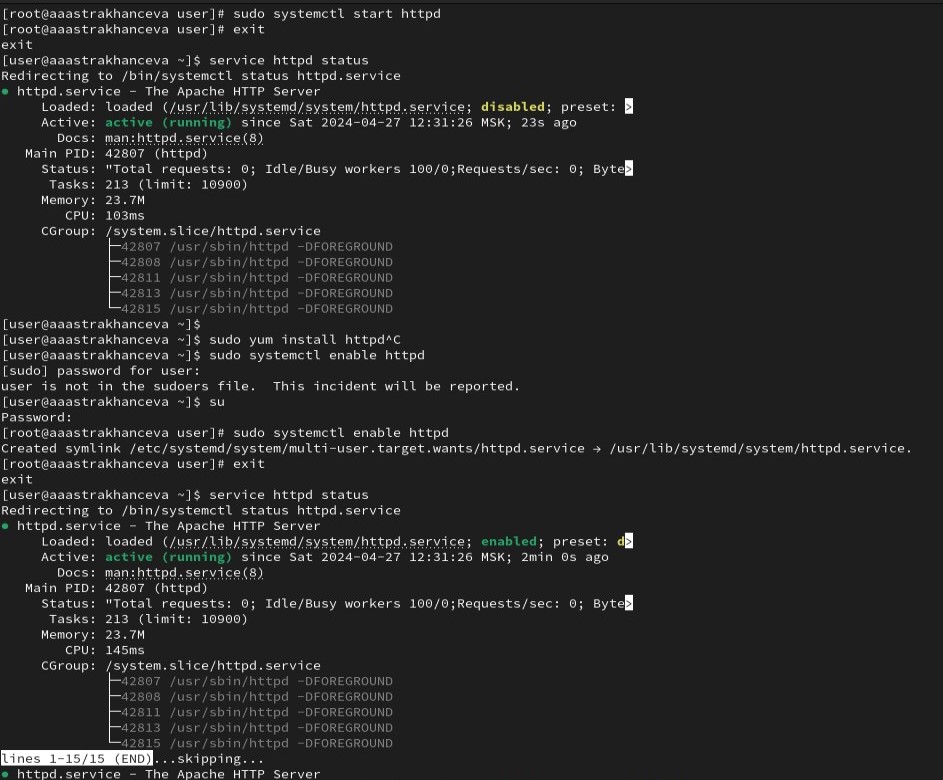 [root@aaastrakhanceva user]# sudo systemctl start httpd
[root@aaastrakhanceva user]# exit
exit
[user@aaastrakhanceva ~]$ service httpd status
Redirecting to /bin/systemctl status httpd.service
● httpd.service - The Apache HTTP Server
     Loaded: loaded (/usr/lib/systemd/system/httpd.service; disabled; preset: >
     Active: active (running) since Sat 2024-04-27 12:31:26 MSK; 23s ago
       Docs: man:httpd.service(8)
   Main PID: 42807 (httpd)
     Status: "Total requests: 0; Idle/Busy workers 100/0;Requests/sec: 0; Byte>
      Tasks: 213 (limit: 10900)
     Memory: 23.7M
        CPU: 103ms
     CGroup: /system.slice/httpd.service
             ├─42807 /usr/sbin/httpd -DFOREGROUND
             ├─42808 /usr/sbin/httpd -DFOREGROUND
             ├─42811 /usr/sbin/httpd -DFOREGROUND
             ├─42813 /usr/sbin/httpd -DFOREGROUND
             └─42815 /usr/sbin/httpd -DFOREGROUND
[user@aaastrakhanceva ~]$
[user@aaastrakhanceva ~]$ sudo yum install httpd^C
[user@aaastrakhanceva ~]$ sudo systemctl enable httpd
[sudo] password for user:
user is not in the sudoers file.  This incident will be reported.
[user@aaastrakhanceva ~]$ su
Password:
[root@aaastrakhanceva user]# sudo systemctl enable httpd
Created symlink /etc/systemd/system/multi-user.target.wants/httpd.service → /usr/lib/systemd/system/httpd.service.
[root@aaastrakhanceva user]# exit
exit
[user@aaastrakhanceva ~]$ service httpd status
Redirecting to /bin/systemctl status httpd.service
● httpd.service - The Apache HTTP Server
     Loaded: loaded (/usr/lib/systemd/system/httpd.service; enabled; preset: d>
     Active: active (running) since Sat 2024-04-27 12:31:26 MSK; 2min 0s ago
       Docs: man:httpd.service(8)
   Main PID: 42807 (httpd)
     Status: "Total requests: 0; Idle/Busy workers 100/0;Requests/sec: 0; Byte>
      Tasks: 213 (limit: 10900)
     Memory: 23.7M
        CPU: 145ms
     CGroup: /system.slice/httpd.service
             ├─42807 /usr/sbin/httpd -DFOREGROUND
             ├─42808 /usr/sbin/httpd -DFOREGROUND
             ├─42811 /usr/sbin/httpd -DFOREGROUND
             ├─42813 /usr/sbin/httpd -DFOREGROUND
             └─42815 /usr/sbin/httpd -DFOREGROUND
lines 1-15/15 (END)...skipping...
● httpd.service - The Apache HTTP Server